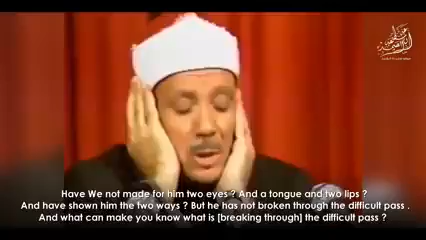 Have We not made for him two eyes ? And a tongue and two lips ?
And have shown him the two ways ? But he has not broken through the difficult pass .
And what can make you know what is [breaking through] the difficult pass ?